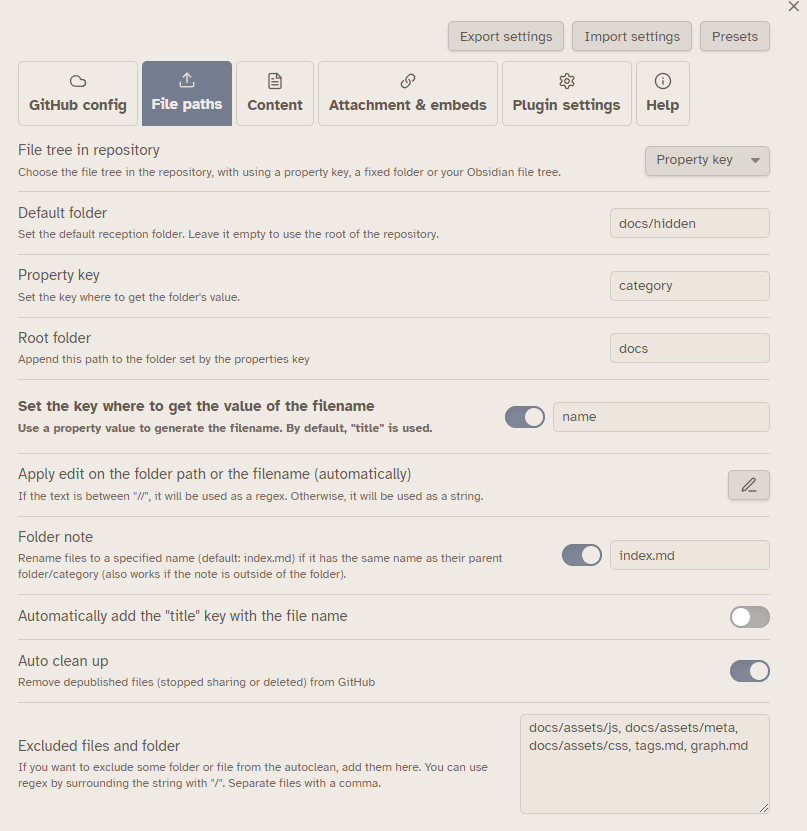 Export settings
Import settings
Presets
GitHub config
File paths
Content
Attachment & embeds
Plugin settings
Help
File tree in repository
Choose the file tree in the repository, with using a property key, a fixed folder or your Obsidian file tree.
Property key
Default folder
Set the default reception folder. Leave it empty to use the root of the repository.
docs/hidden
Property key
Set the key where to get the folder's value.
category
Root folder
Append this path to the folder set by the properties key
docs
Set the key where to get the value of the filename
Use a property value to generate the filename. By default, "title" is used.
name
Apply edit on the folder path or the filename (automatically)
If the text is between "//", it will be used as a regex. Otherwise, it will be used as a string.
Folder note
Rename files to a specified name (default: index.md) if it has the same name as their parent
folder/category (also works if the note is outside of the folder).
index.md
Automatically add the "title" key with the file name
Auto clean up
Remove depublished files (stopped sharing or deleted) from GitHub
Excluded files and folder
If you want to exclude some folder or file from the autoclean, add them here. You can use
regex by surrounding the string with "/". Separate files with a comma.
docs/assets/js, docs/assets/meta,
docs/assets/css, tags.md, graph.md